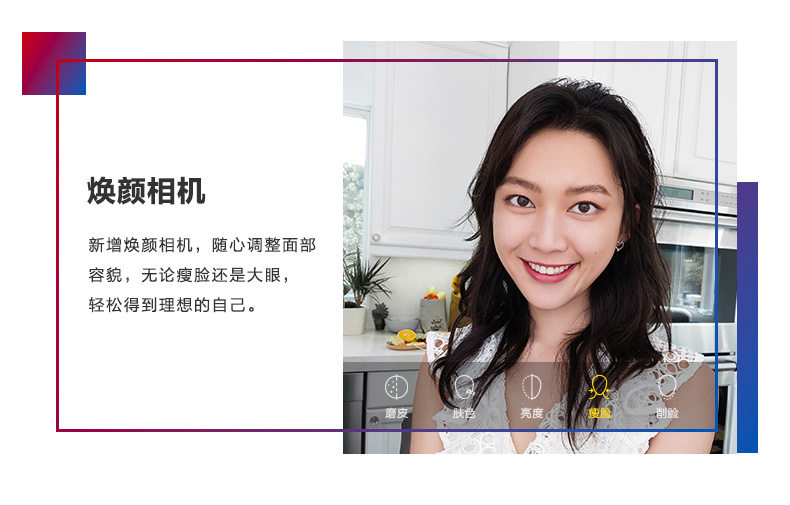 焕颜相机
新增焕颜相机，随心调整面部
容貌，无论瘦脸还是大眼，
轻松得到理想的自己。
磨皮 肤色 亮度 瘦脸 削脸